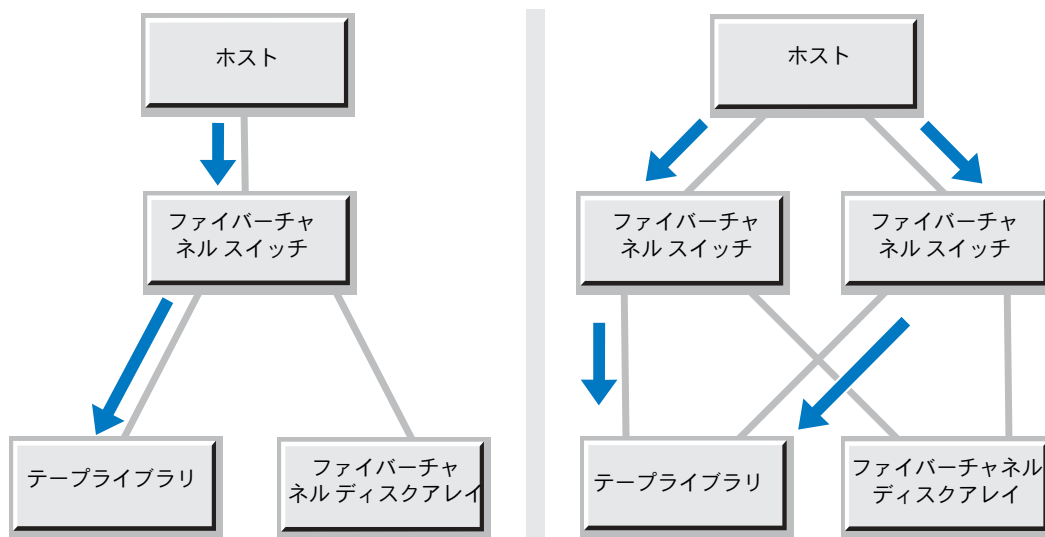 ホスト
ファイバーチャ
ネル スイッチ
テープライブラリ
ファイバーチャ
ネル ディスクアレイ
ホスト
ファイバーチャ
ネル スイッチ
ファイバーチャ
ネル スイッチ
テープライブラリ
ファイバーチャネル
ディスクアレイ